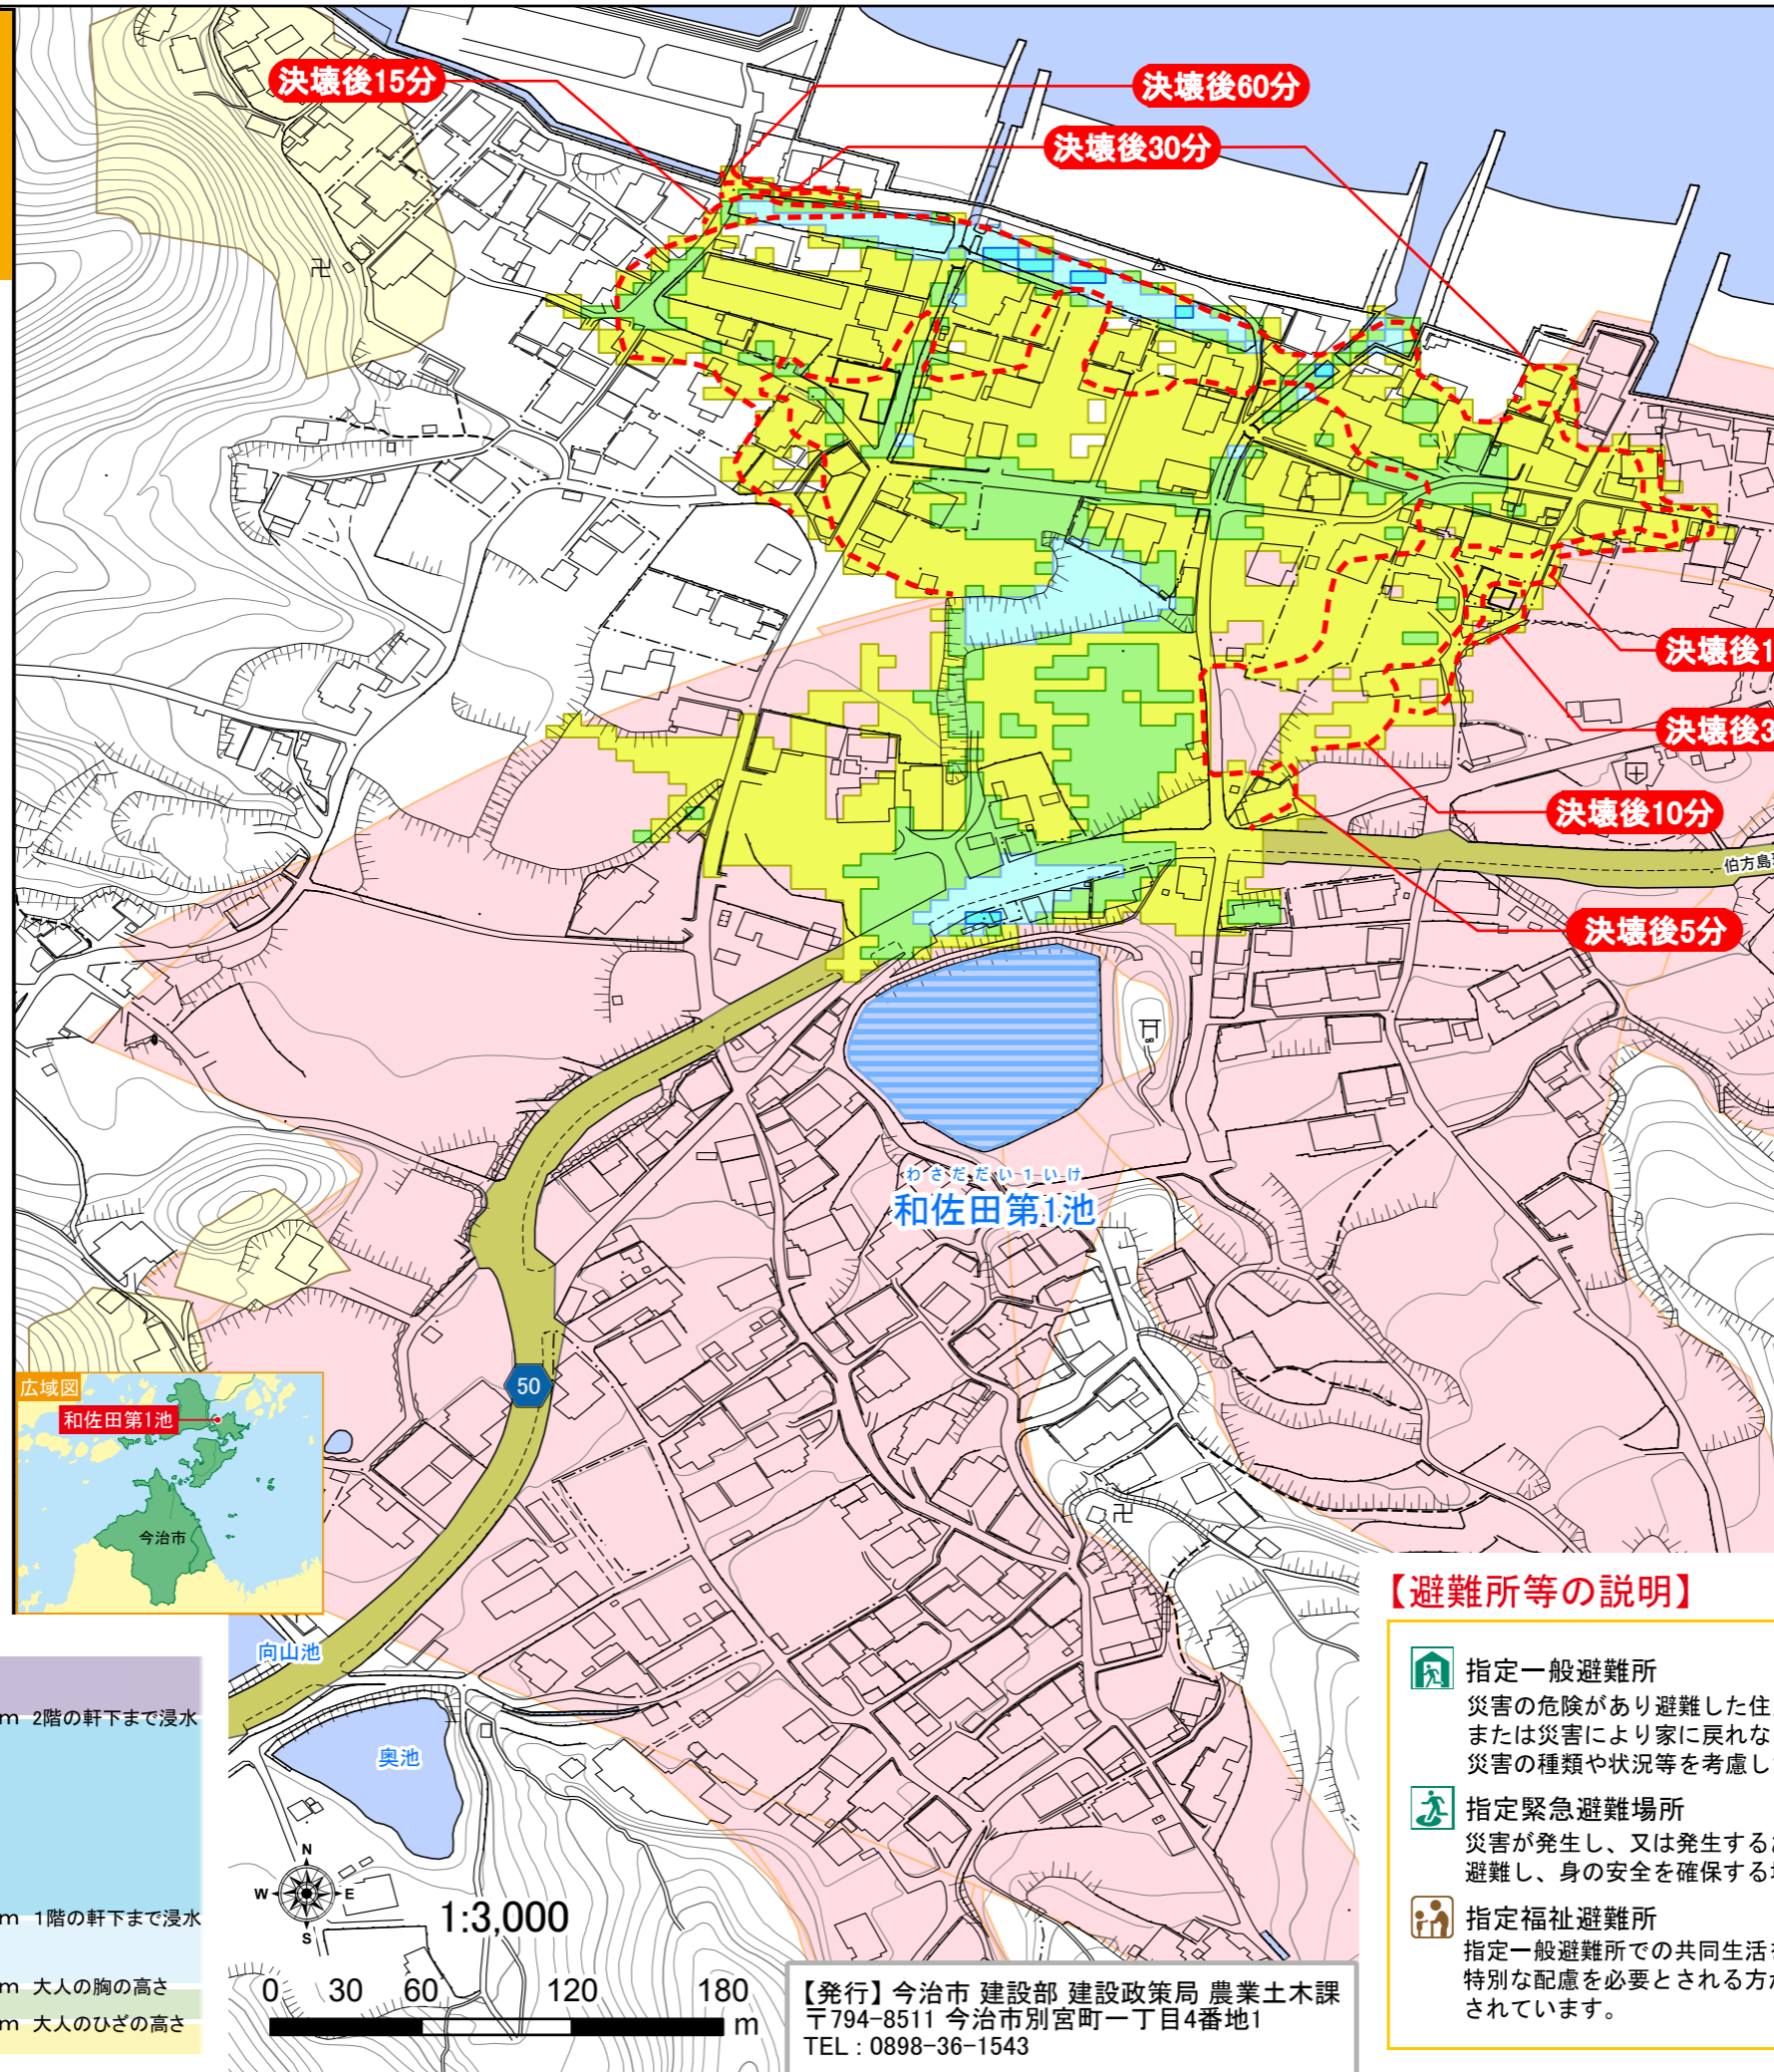 決壊後15分
決壊後60分
決壊後30分
決壊後1
決壊後3
決壊後10分
伯方島
決壊後5分
わさだだい1いけ
和佐田第1池
50
広域図
和佐田第1池
今治市
向山池
奥池
m 2階の軒下まで浸水
m 1階の軒下まで浸水
m 大人の胸の高さ
m 大人のひざの高さ
N
W E
S
1:3,000
0 30 60 120 180
m
【発行】今治市 建設部 建設政策局 農業土木課
〒794-8511 今治市別宮町一丁目4番地1
TEL：0898-36-1543
【避難所等の説明】
指定一般避難所
災害の危険があり避難した住
または災害により家に戻れな
災害の種類や状況等を考慮し
指定緊急避難場所
災害が発生し、又は発生する
避難し、身の安全を確保する
指定福祉避難所
指定一般避難所での共同生活
特別な配慮を必要とされる方
されています。